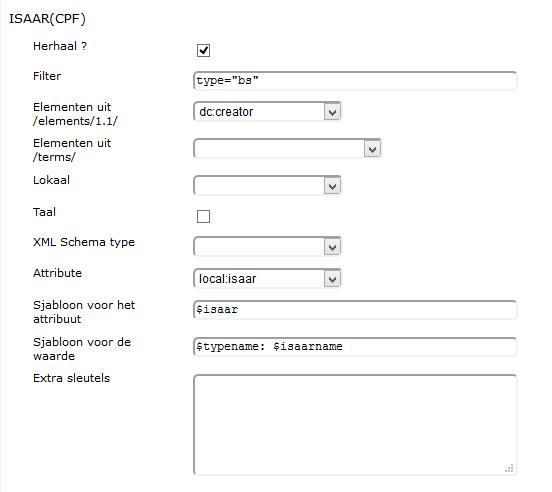 ISAAR(CPF)
Herhaal ?
Filter
type="bs"
Elementen uit
/elements/1.1/
dc:creator
Elementen uit
/terms/
Lokaal
Taal
XML Schema type
Attribute
local:isaar
Sjabloon voor het
attribuut
$isaar
Sjabloon voor de
waarde
$typename: $isaarname
Extra sleutels